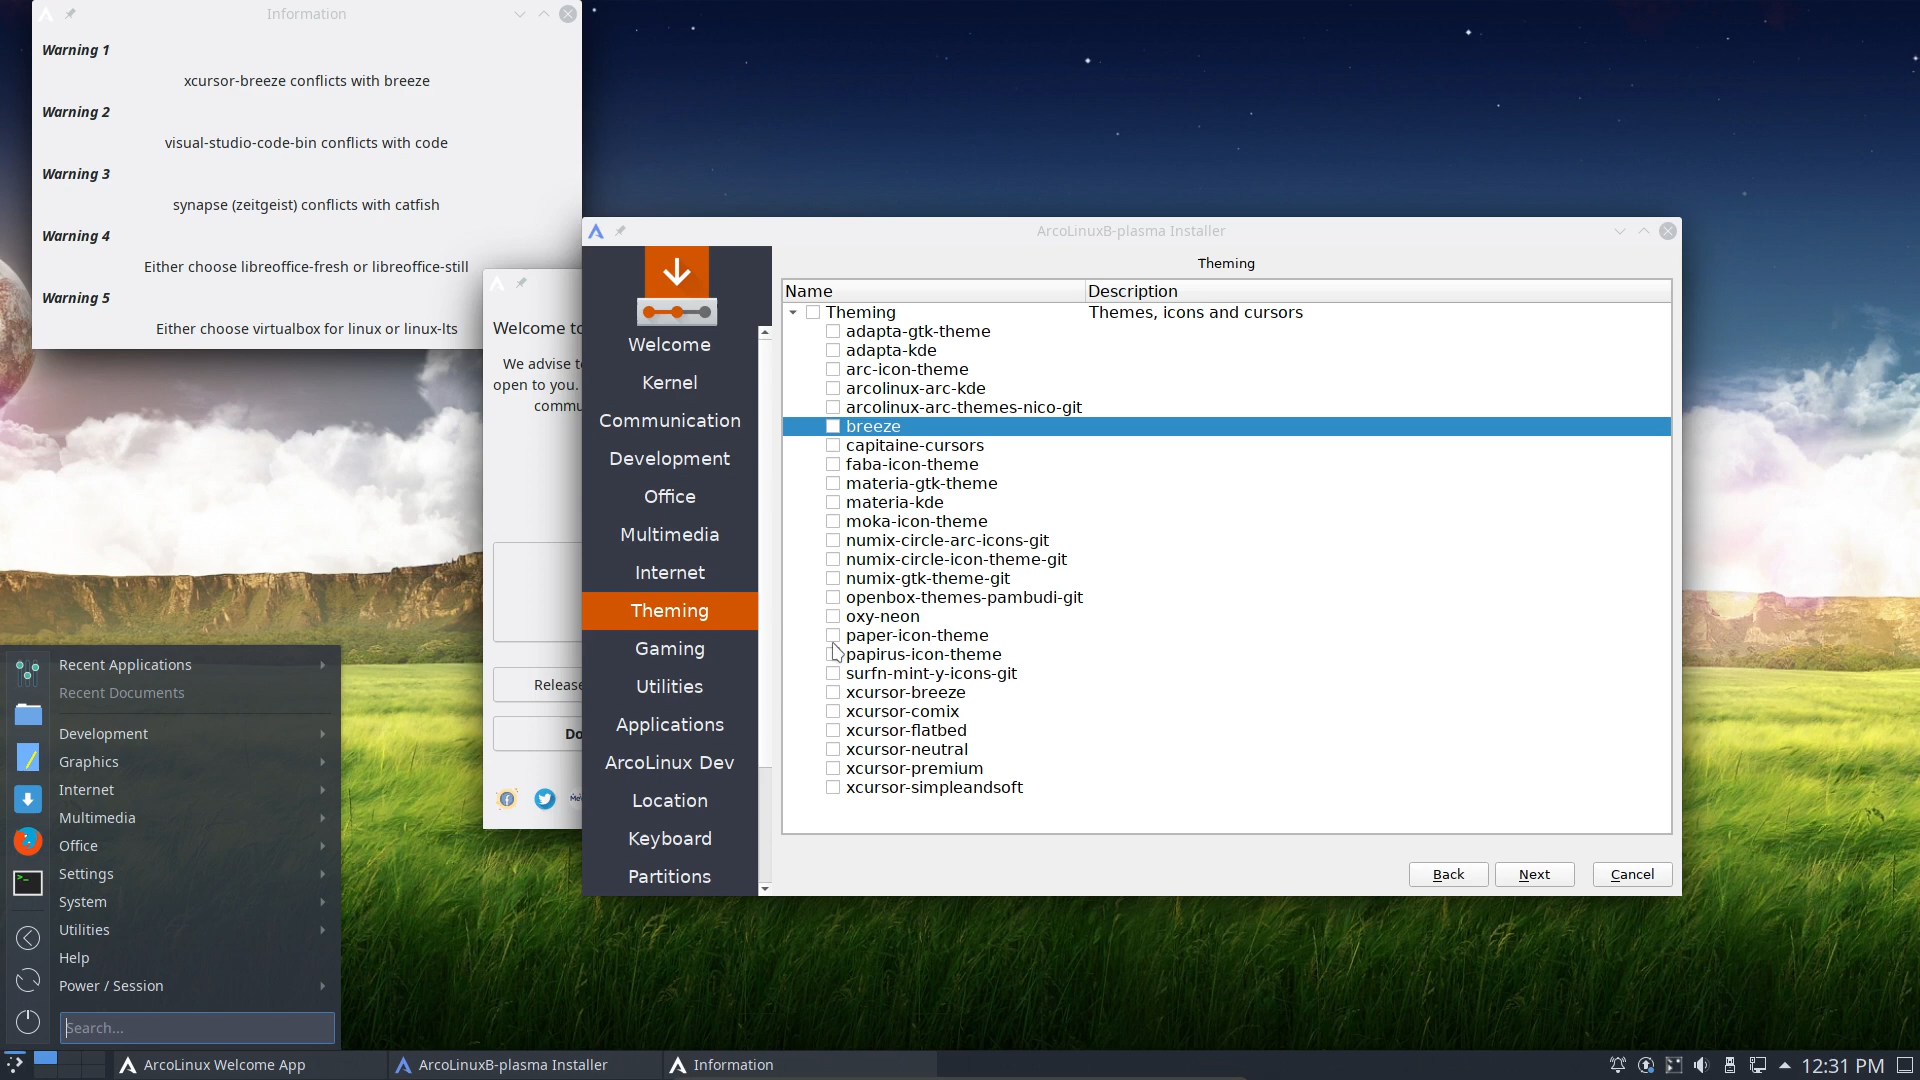 Information
Warning 1
xcursor-breeze conflicts with breeze
Warning 2
visual-studio-code-bin conflicts with code
Warning 3
synapse (zeitgeist) conflicts with catfish
Warning 4
Either choose libreoffice-fresh or libreoffice-still
Warning 5
Either choose virtualbox for linux or linux-lts
Welcome to
We advise
open to you.
Release
ArcoLinuxB-plasma Installer
Welcome
Kernel
Communication
Development
Office
Multimedia
Internet
Theming
Gaming
Utilities
Applications
ArcoLinux Dev
Location
Keyboard
Partitions
Theming
Name Description
Theming Themes, icons and cursors
adapta-gtk-theme
adapta-kde
arc-icon-theme
arcolinux-arc-kde
arcolinux-arc-themes-nico-git
breeze
capitaine-cursors
faba-icon-theme
materia-gtk-theme
materia-kde
moka-icon-theme
numix-circle-arc-icons-git
numix-circle-icon-theme-git
numix-gtk-theme-git
openbox-themes-pambudi-git
oxy-neon
paper-icon-theme
papirus-icon-theme
surfn-mint-y-icons-git
xcursor-breeze
xcursor-comix
xcursor-flatbed
xcursor-neutral
xcursor-premium
xcursor-simpleandsoft
Back Next Cancel
Recent Applications
Recent Documents
Development
Graphics
Internet
Multimedia
Office
Settings
System
Utilities
Help
Power / Session
Search...
ArcoLinux Welcome App ArcoLinuxB-plasma Installer Information 12:31 PM